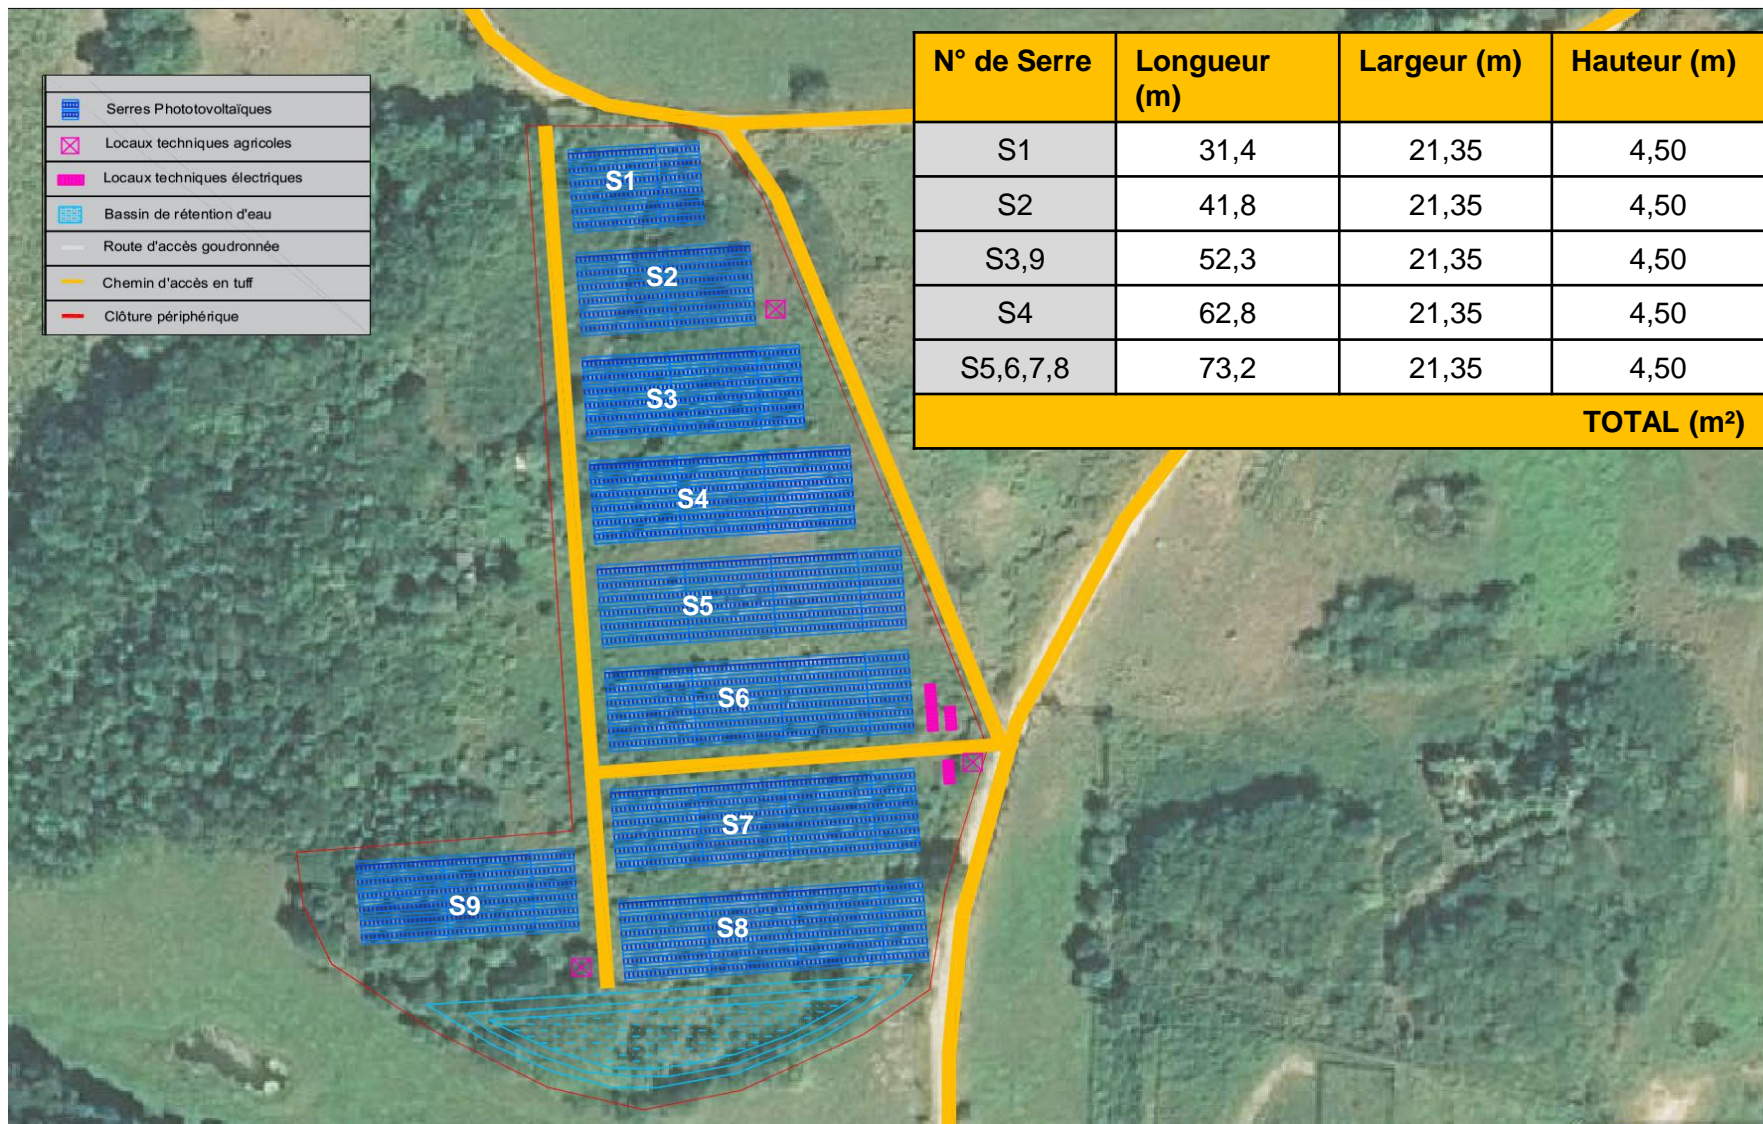 N° de Serre Longueur (m) Largeur (m) Hauteur (m)
S1 31,4 21,35 4,50
S2 41,8 21,35 4,50
S3,9 52,3 21,35 4,50
S4 62,8 21,35 4,50
S5,6,7,8 73,2 21,35 4,50
TOTAL (m²)
Serres Phototovoltaïques
Locaux techniques agricoles
Locaux techniques électriques
Bassin de rétention d'eau
Route d'accès goudronnée
Chemin d'accès en tuff
Clôture périphérique
S1
S2
S3
S4
S5
S6
S7
S9
S8